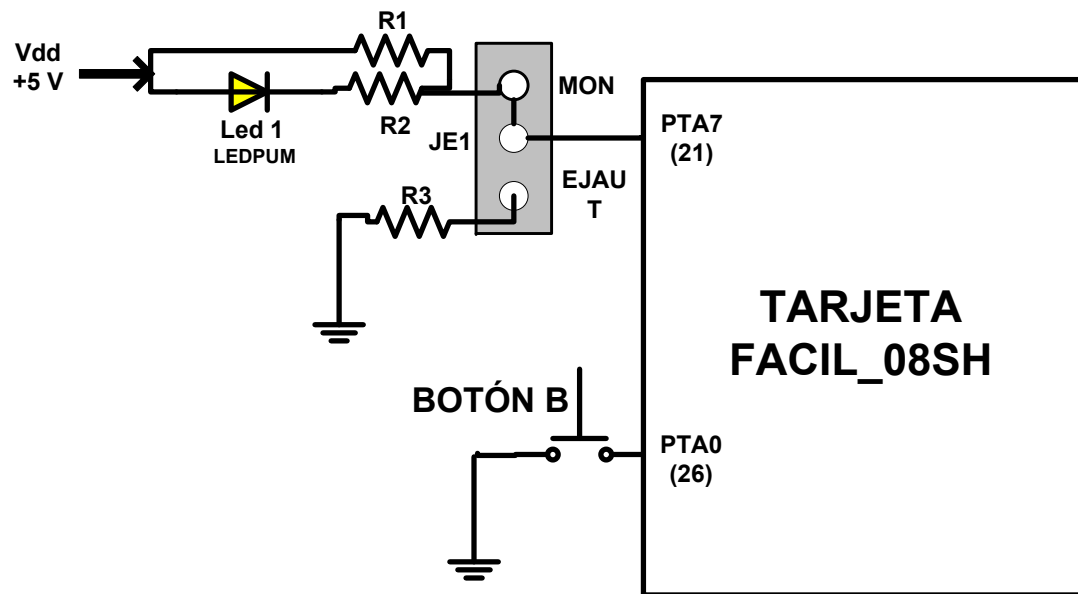 R1
Vdd
+5 V
MON
R2
Led 1
LEDPUM
JE1
PTA7
(21)
EJAU
T
R3
TARJETA
FACIL_08SH
BOTÓN B
PTA0
(26)